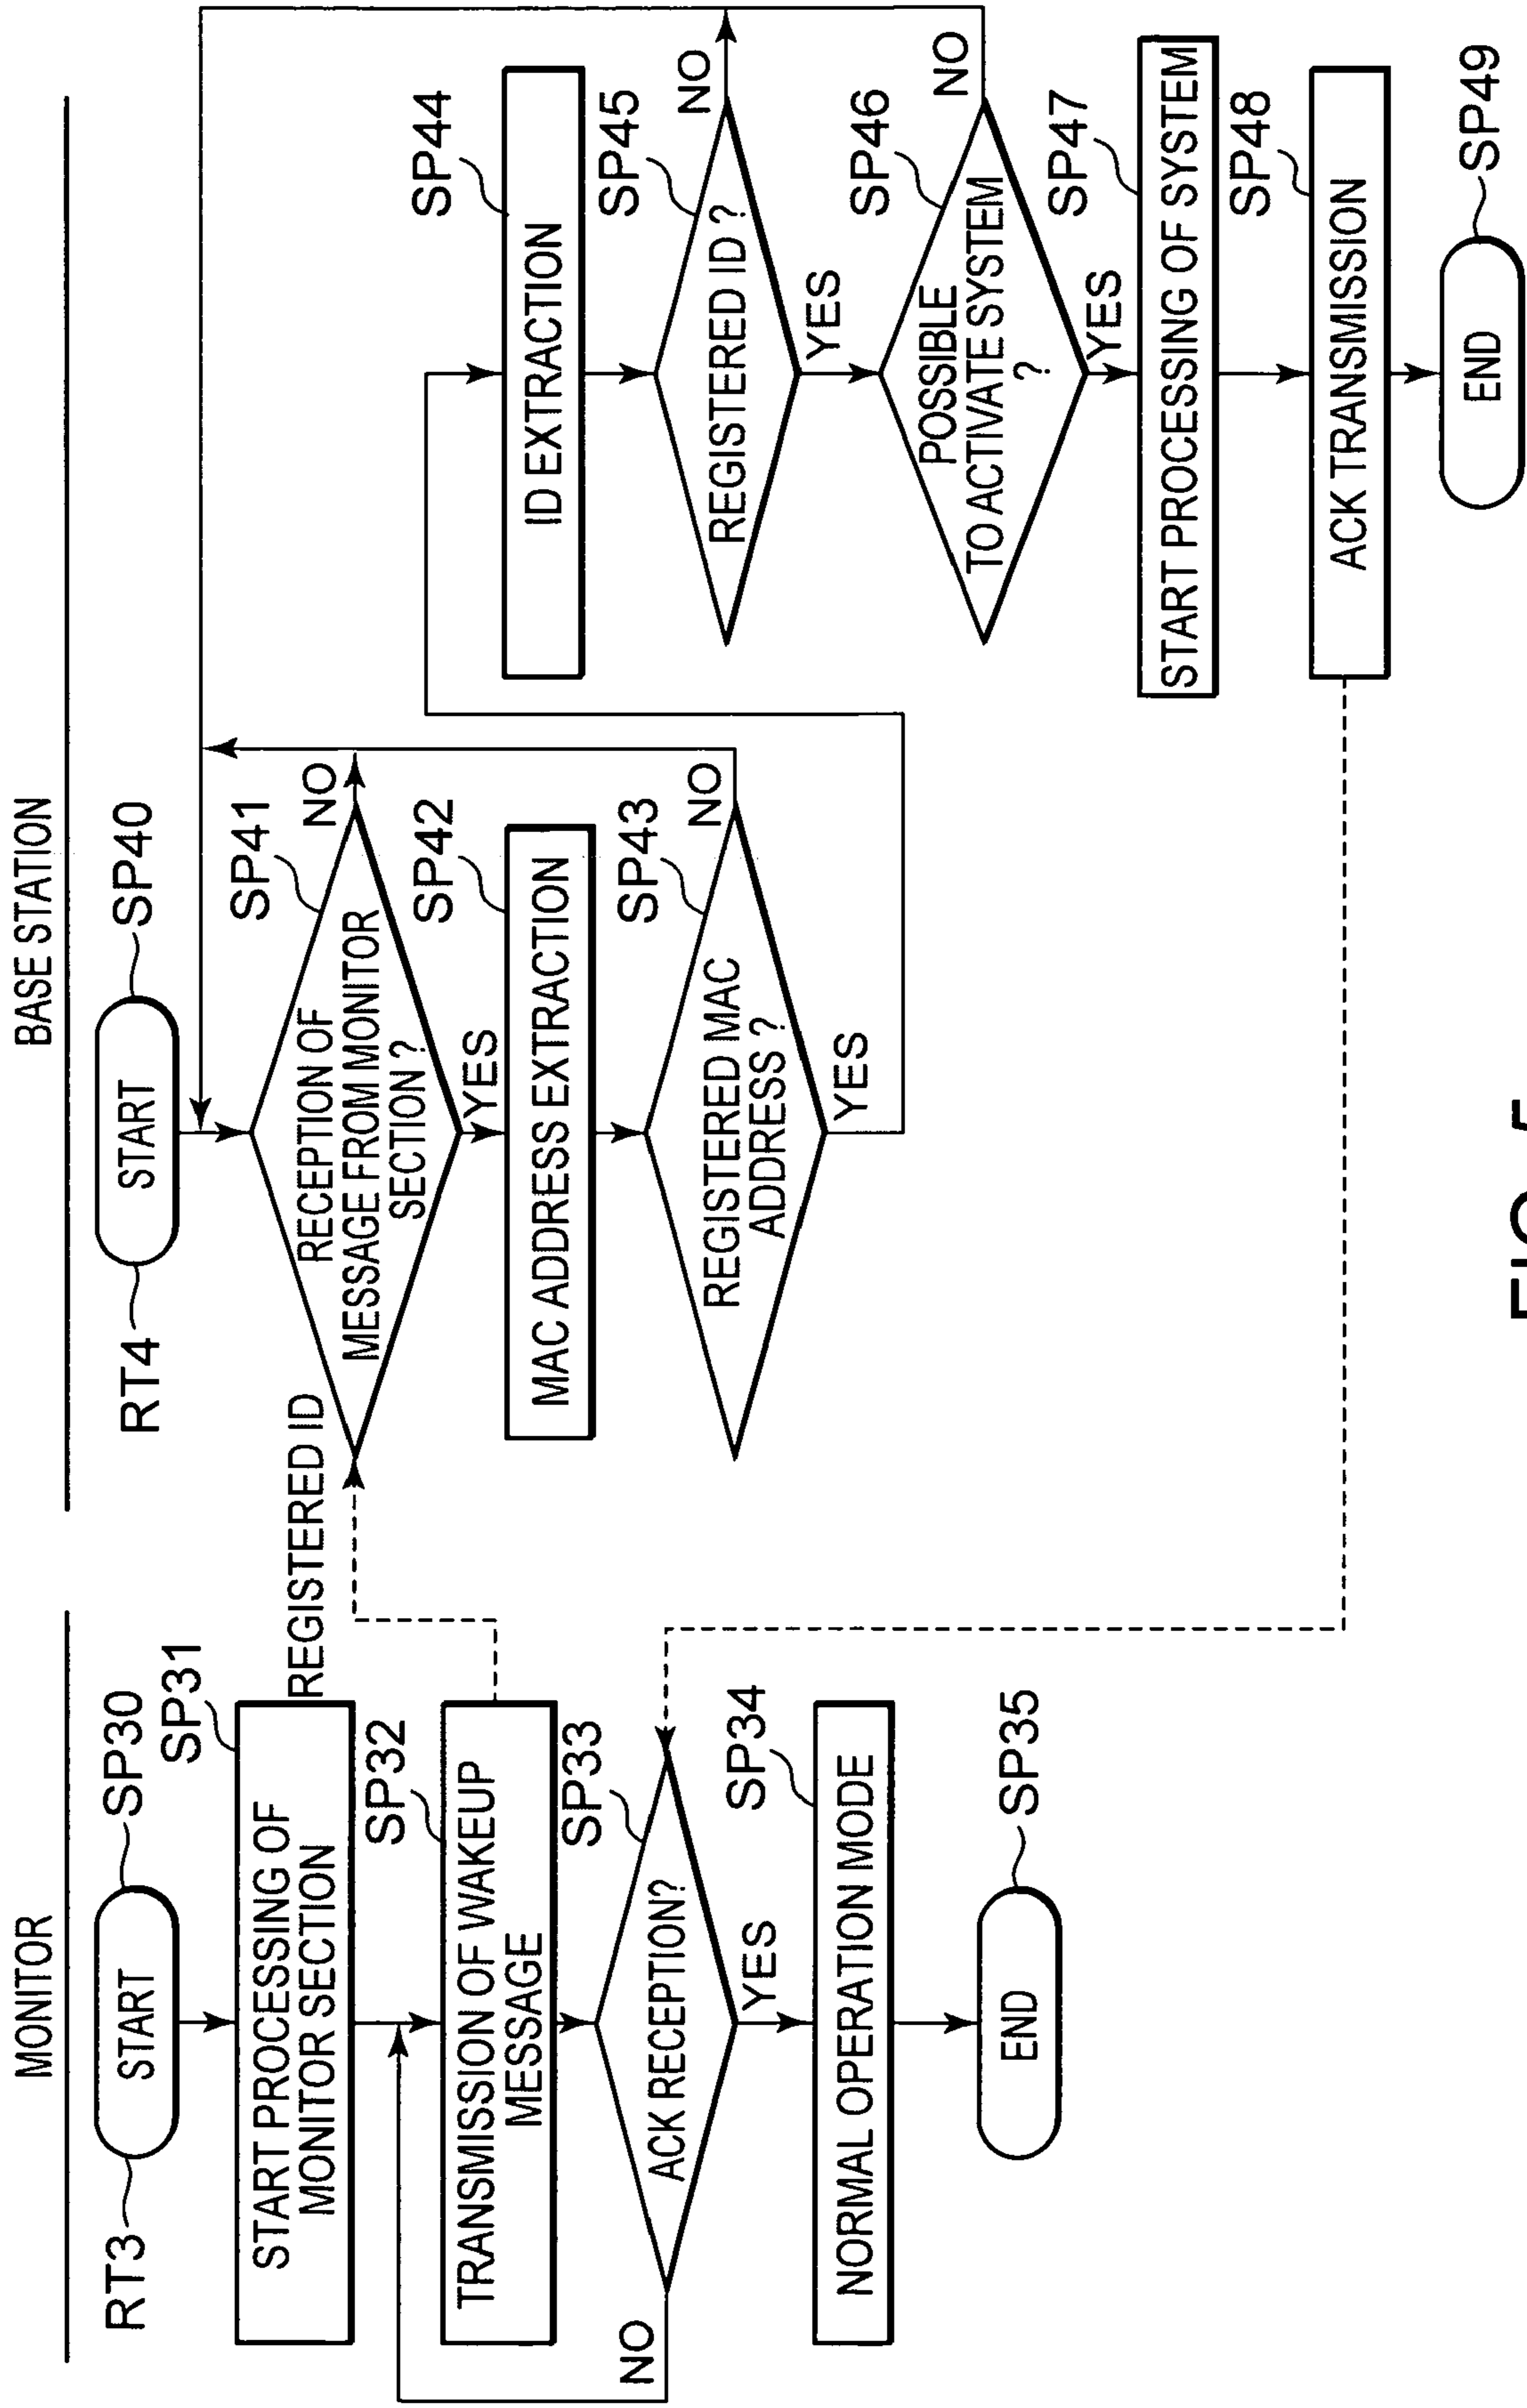 MONITOR
RT3
START
SP30
START PROCESSING OF
MONITOR SECTION
SP31
REGISTERED ID
TRANSMISSION OF WAKEUP
MESSAGE
SP32
ACK RECEPTION?
SP33
NO
YES
NORMAL OPERATION MODE
SP34
END
SP35
BASE STATION
RT4
START
SP40
RECEPTION OF
MESSAGE FROM MONITOR
SECTION ?
SP41
NO
YES
MAC ADDRESS EXTRACTION
SP42
REGISTERED MAC
ADDRESS ?
SP43
NO
YES
ID EXTRACTION
SP44
REGISTERED ID ?
SP45
NO
YES
POSSIBLE
TO ACTIVATE SYSTEM
?
SP46
NO
YES
START PROCESSING OF SYSTEM
SP47
ACK TRANSMISSION
SP48
END
SP49